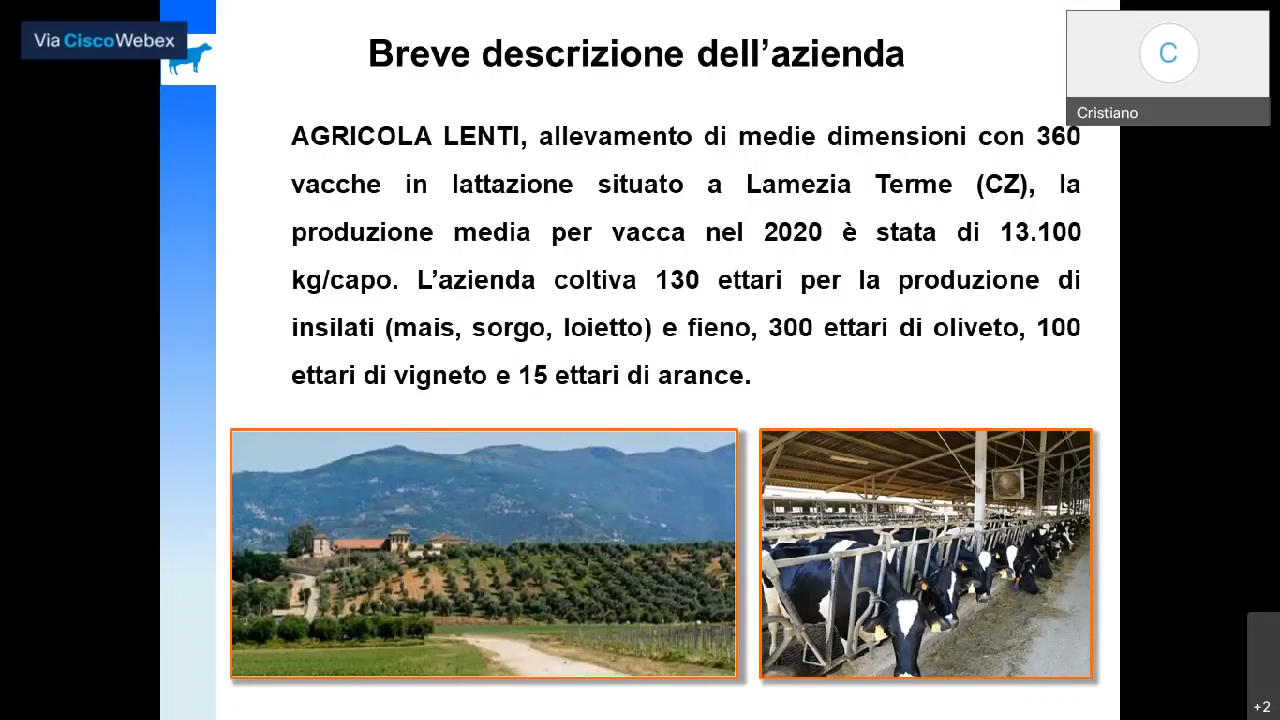 Via CiscoWebex
Breve descrizione dell’azienda
C
Cristiano
AGRICOLA LENTI, allevamento di medie dimensioni con 360
vacche in lattazione situato a Lamezia Terme (CZ), la
produzione media per vacca nel 2020 è stata di 13.100
kg/capo. L’azienda coltiva 130 ettari per la produzione di
insilati (mais, sorgo, loietto) e fieno, 300 ettari di oliveto, 100
ettari di vigneto e 15 ettari di arance.
+2